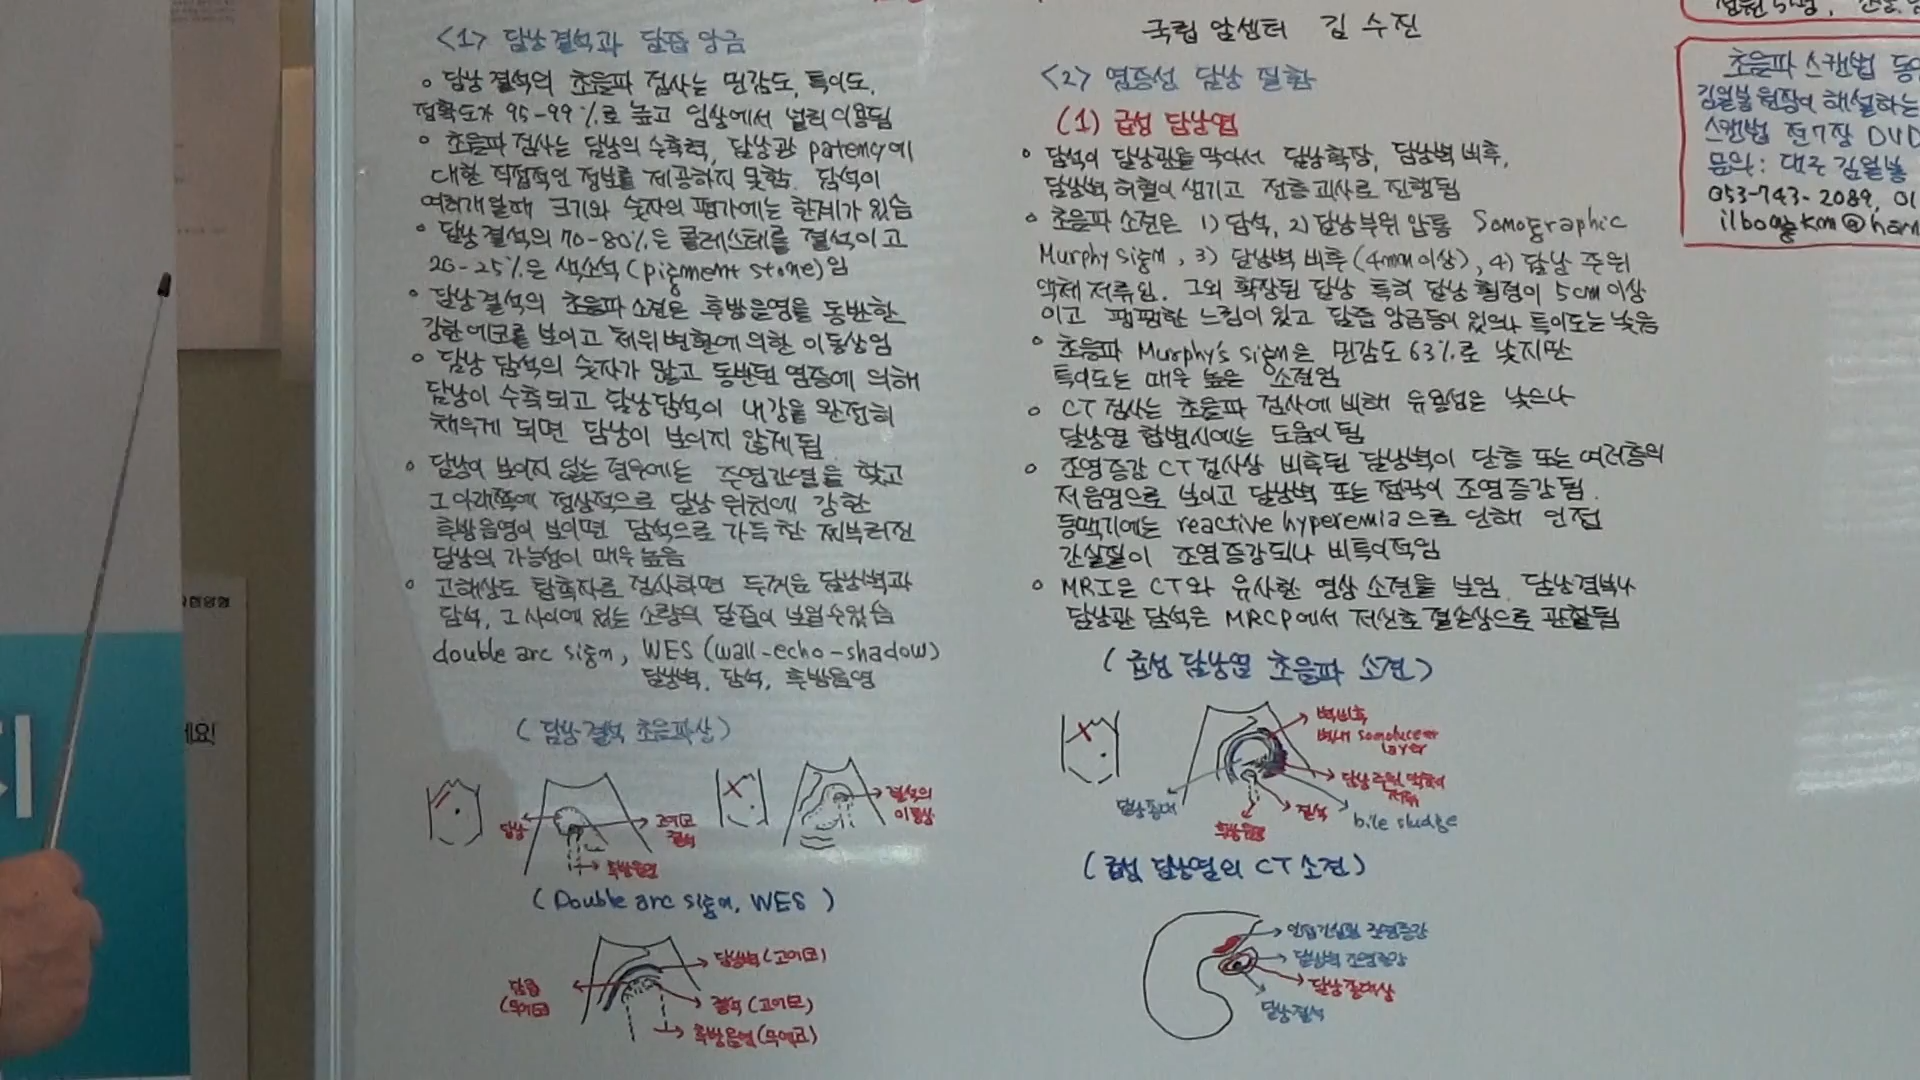 국립 암센터 김 수진
<1> 담낭 결석과 담즙 앙금
○ 담낭 결석의 초음파 검사는 민감도, 특이도,
정확도가 95-99%로 높고 임상에서 널리 이용됨
○ 초음파 검사는 담낭의 수축력, 담낭관 patency에
대한 직접적인 정보를 제공하지 못함. 담석이
여러개일때 크기와 숫자의 평가에는 한계가 있음
○ 담낭 결석의 70-80%은 콜레스테롤 결석이고
20-25%은 색소석(pigment stone)임
○ 담낭 결석의 초음파 소견은 후방음영을 동반한
강한 에코를 보이고 체위변환에 의한 이동상임
○ 담낭 담석의 숫자가 많고 동반된 염증에 의해
담낭이 수축되고 담낭담석이 내강을 완전히
채우게 되면 담낭이 보이지 않게됨
○ 담낭이 보이지 않는 경우에는 주엽간열을 찾고
그 아래쪽에 정상적으로 담낭 위치에 강한
후방음영이 보이면 담석으로 가득찬 찌부러진
담낭의 가능성이 매우 높음
○ 고해상도 탐촉자로 검사하면 두꺼운 담낭벽과
담석, 그 사이에 있는 소량의 담즙이 보일수있음
double arc sign, WES (wall-echo-shadow)
담낭벽, 담석, 후방음영
(담낭결석 초음파상)
담낭
고에코
결석
후방음영
결석의
이동상
(Double arc sign, WES)
담낭벽(고에코)
담즙
(무에코)
결석(고에코)
후방음영(무에코)
<2> 염증성 담낭 질환
(1) 급성 담낭염
○ 담석이 담낭관을 막아서 담낭확장, 담낭벽 비후,
담낭벽 허혈이 생기고 전층 괴사로 진행됨
○ 초음파 소견은 1) 담석, 2) 담낭부위 압통 Sonographic
Murphy sign, 3) 담낭벽 비후(4mm이상), 4) 담낭 주위
액체 저류임. 그외 확장된 담낭 특히 담낭 횡경이 5cm이상
이고 팽팽한 느낌이 있고 담즙 앙금등이 있으나 특이도는 낮음
○ 초음파 Murphy's sign은 민감도 63%로 낮지만
특이도는 매우 높은 소견임
○ CT 검사는 초음파 검사에 비해 유용성은 낮으나
담낭염 합병시에는 도움이 됨
○ 조영증강 CT 검사상 비후된 담낭벽이 단층 또는 여러층의
저음영으로 보이고 담낭벽 또는 점막이 조영증강됨.
동맥기에는 reactive hyperemia으로 인해 인접
간실질이 조영증강되나 비특이적임
○ MRI은 CT와 유사한 영상 소견을 보임. 담낭경부나
담낭관 담석은 MRCP에서 저신호 결손상으로 관찰됨
(급성 담낭염 초음파 소견)
벽비후
벽내 sonolucent
layer
담낭 주위 액체
저류
담낭종대
후방음영
결석
bile sludge
(급성 담낭염의 CT 소견)
인접간실질 조영증강
담낭벽 조영증강
담낭종대상
담낭결석
초음파 스캔법 동
김일봉 원장이 해설하는
스캔법 전7장 DVD
문의: 대구 김일봉
053-743-2089, 01